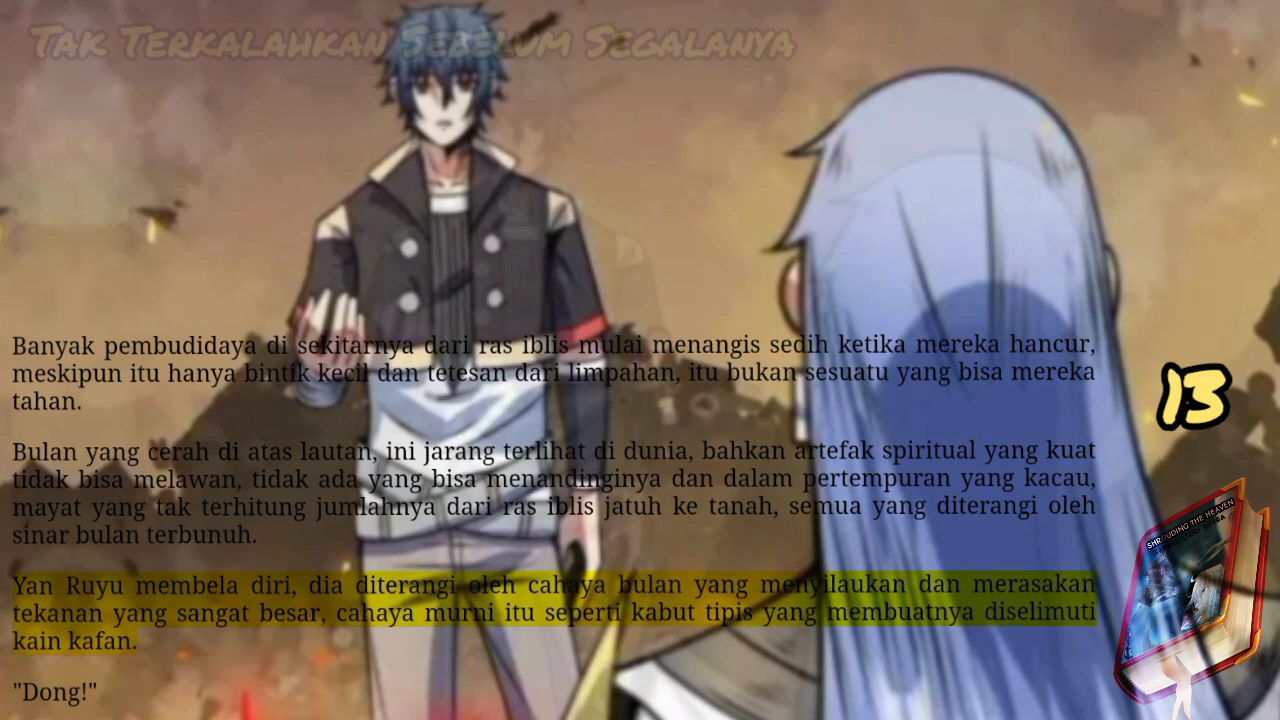 Tak Terkalahkan Sebelum Segalanya
Banyak pembudidaya di sekitarnya dari ras iblis mulai menangis sedih ketika mereka hancur,
meskipun itu hanya bintik kecil dan tetesan dari limpahan, itu bukan sesuatu yang bisa mereka
tahan.
13
Bulan yang cerah di atas lautan, ini jarang terlihat di dunia, bahkan artefak spiritual yang kuat
tidak bisa melawan, tidak ada yang bisa menandinginya dan dalam pertempuran yang kacau,
mayat yang tak terhitung jumlahnya dari ras iblis jatuh ke tanah, semua yang diterangi oleh
sinar bulan terbunuh.
SHROUDING THE HEAVEN
Yan Ruyu membela diri, dia diterangi oleh cahaya bulan yang menyilaukan dan merasakan
tekanan yang sangat besar, cahaya murni itu seperti kabut tipis yang membuatnya diselimuti
kain kafan.
"Dong!"